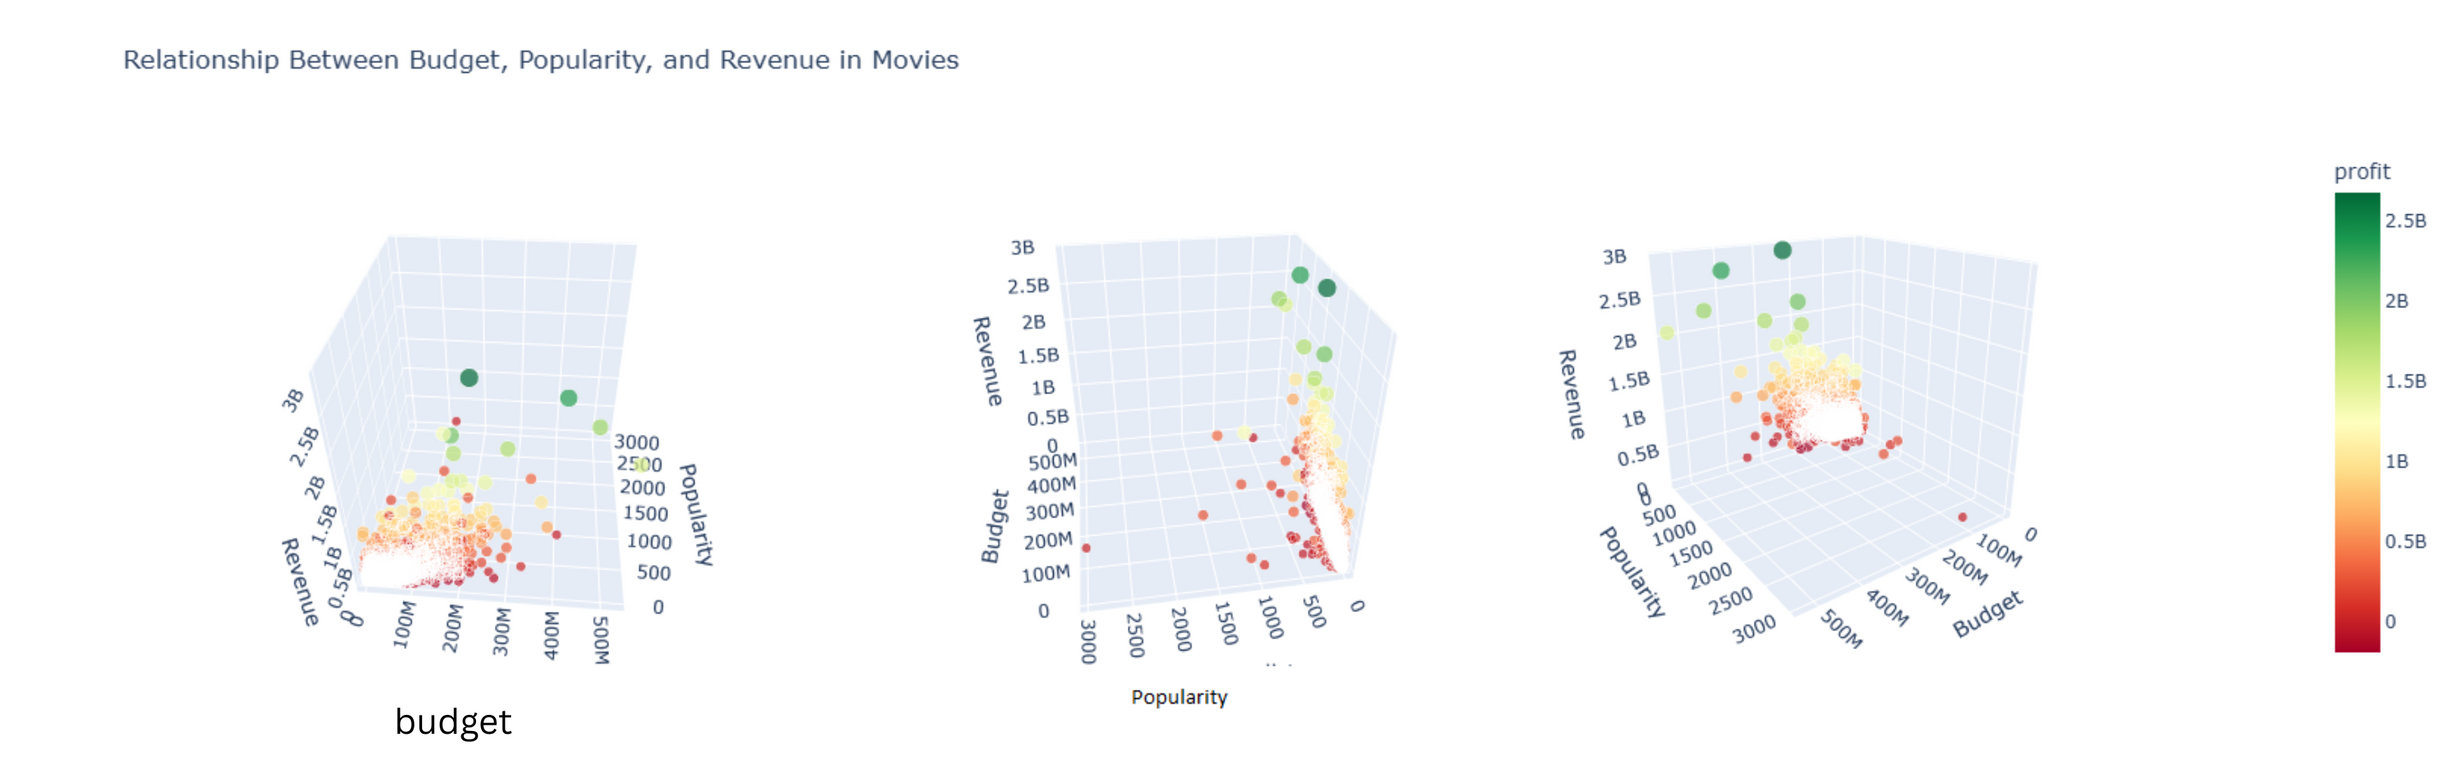 Relationship Between Budget, Popularity, and Revenue in Movies
3B
2.5B
2B
1.5B
1B
0.5B
0
Revenue
0
100M
200M
300M
400M
500M
3000
2500
2000
1500
1000
500
0
Popularity
budget
3B
2.5B
2B
1.5B
1B
0.5B
0
Revenue
500M
400M
300M
200M
100M
0
Budget
3000
2500
2000
1500
1000
500
0
Popularity
3B
2.5B
2B
1.5B
1B
0.5B
0
Revenue
0
500
1000
1500
2000
2500
3000
Popularity
500M
400M
300M
200M
100M
0
Budget
profit
2.5B
2B
1.5B
1B
0.5B
0